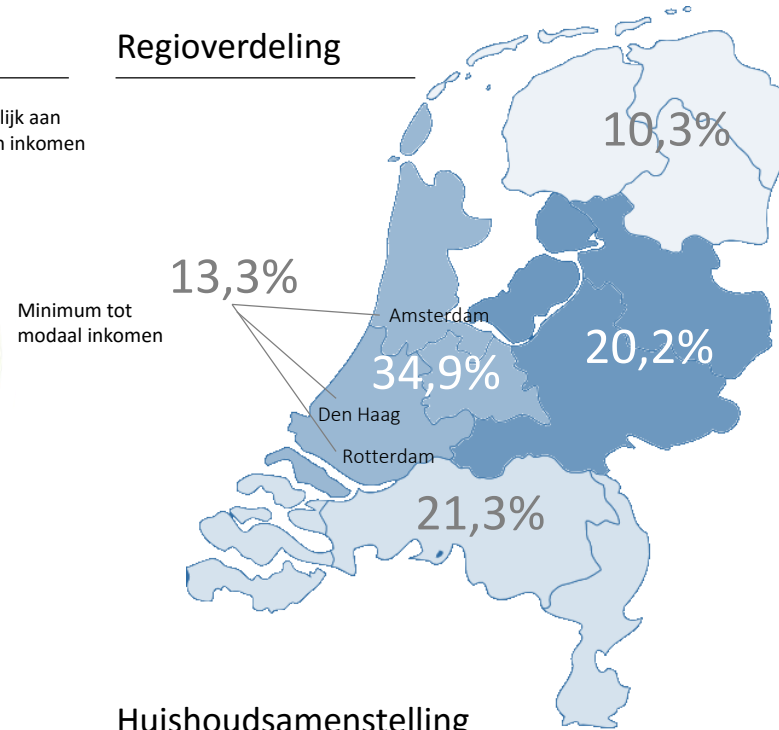 Regioverdeling
lijk aan
n inkomen
10,3%
13,3%
Minimum tot
modaal inkomen
Amsterdam
20,2%
34,9%
Den Haag
Rotterdam
21,3%
Huishoudsamenstelling